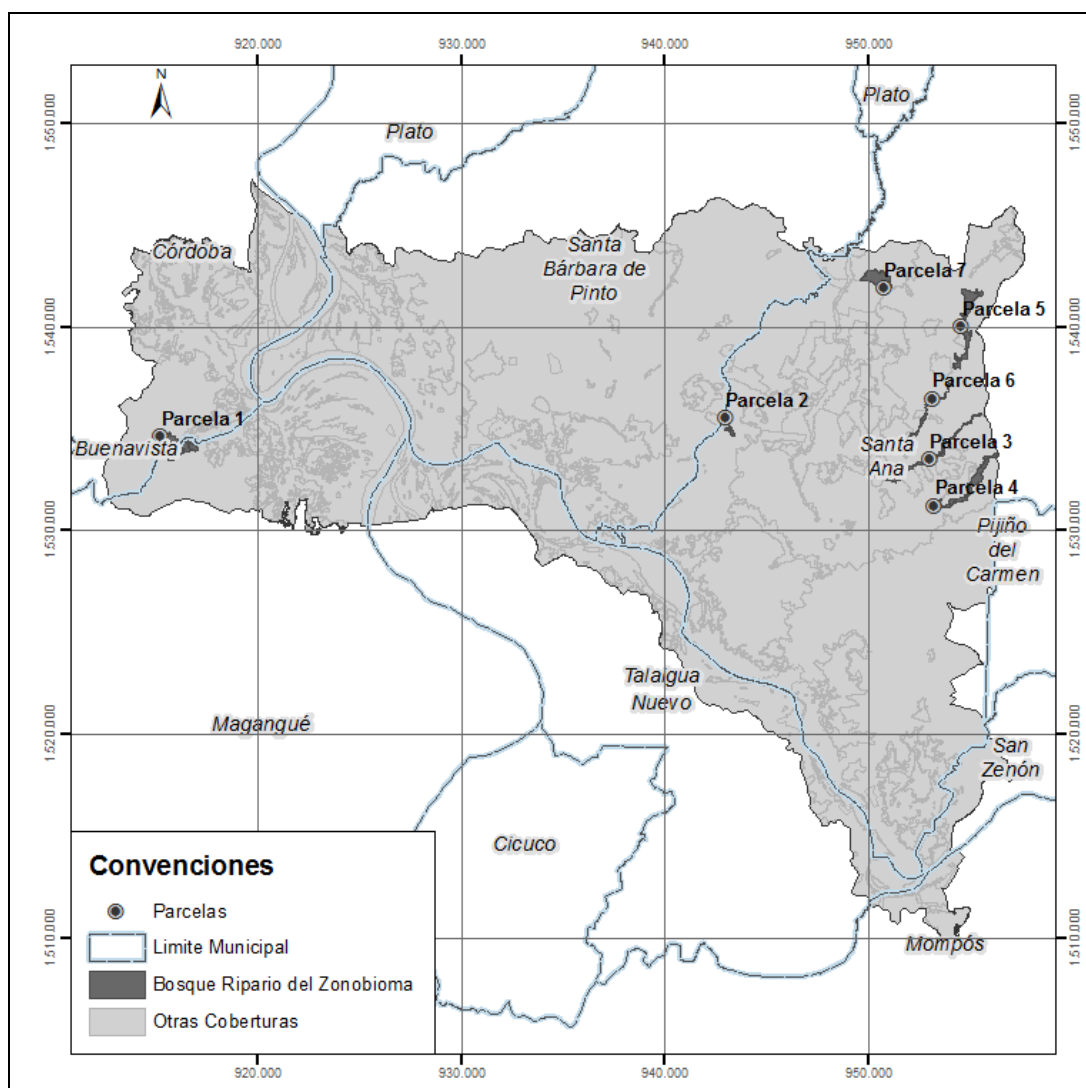 920.000
930.000
940.000
950.000
N
Plato
Plato
1.550.000
1.550.000
Córdoba
Santa
Bárbara de
Pinto
Parcela 7
Parcela 5
1.540.000
1.540.000
Parcela 6
Parcela 2
Parcela 1
Buenavista
Santa
Ana
Parcela 3
Parcela 4
1.530.000
1.530.000
Pijiño
del
Carmen
Talaigua
Nuevo
Magangué
1.520.000
1.520.000
San
Zenón
Cicuco
Convenciones
Parcelas
Limite Municipal
Bosque Ripario del Zonobioma
Otras Coberturas
1.510.000
1.510.000
Mompós
920.000
930.000
940.000
950.000